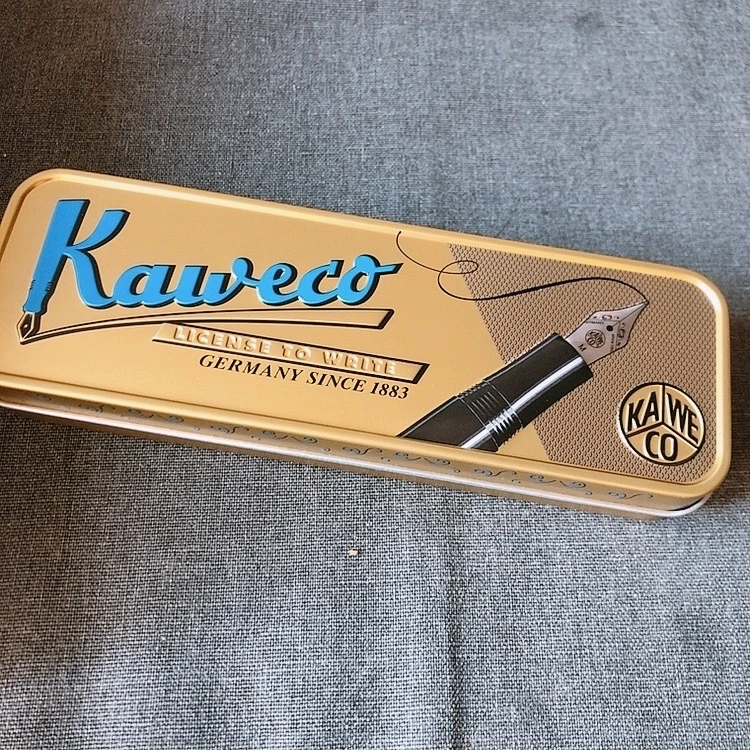 Kaweco
LICENSE TO WRITE
GERMANY SINCE 1883
M
KA WE
CO